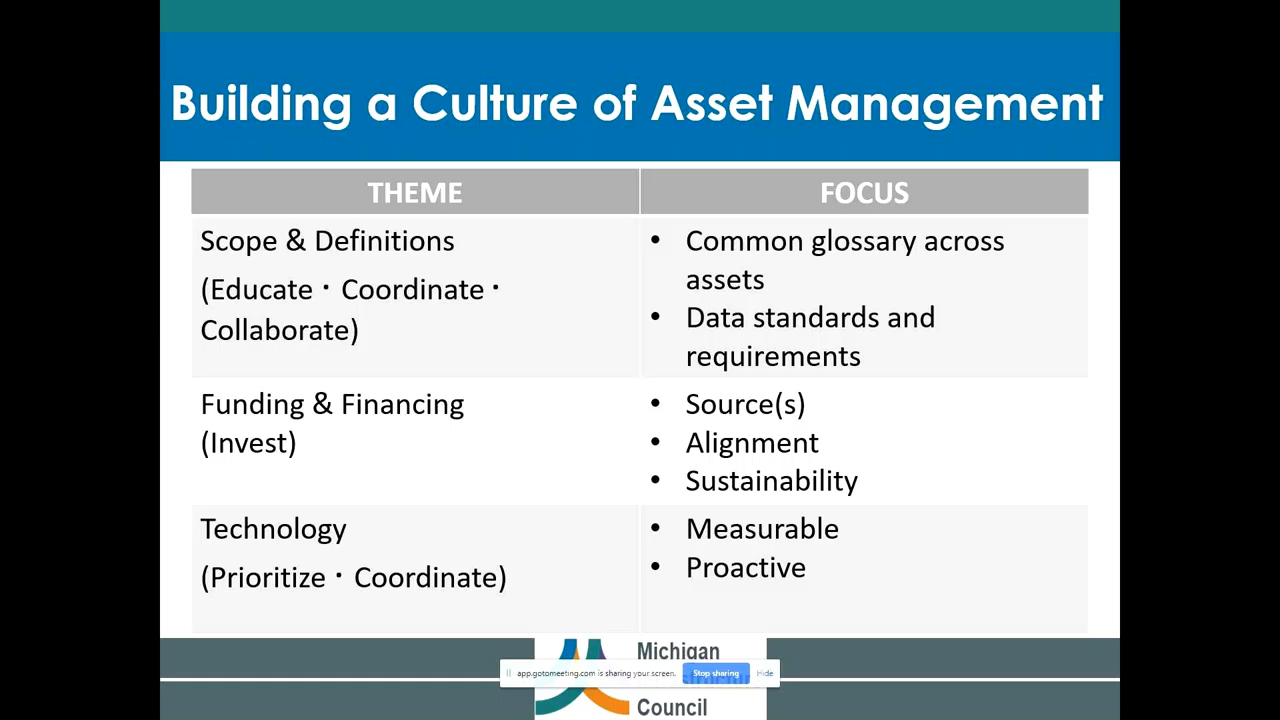 Building a Culture of Asset Management
THEME
FOCUS
Scope & Definitions
(Educate · Coordinate ·
Collaborate)
• Common glossary across
assets
• Data standards and
requirements
Funding & Financing
(Invest)
• Source(s)
• Alignment
• Sustainability
Technology
(Prioritize · Coordinate)
• Measurable
• Proactive
Michigan
app.gotomeeting.com is sharing your screen.
Stop sharing
Hide
Council